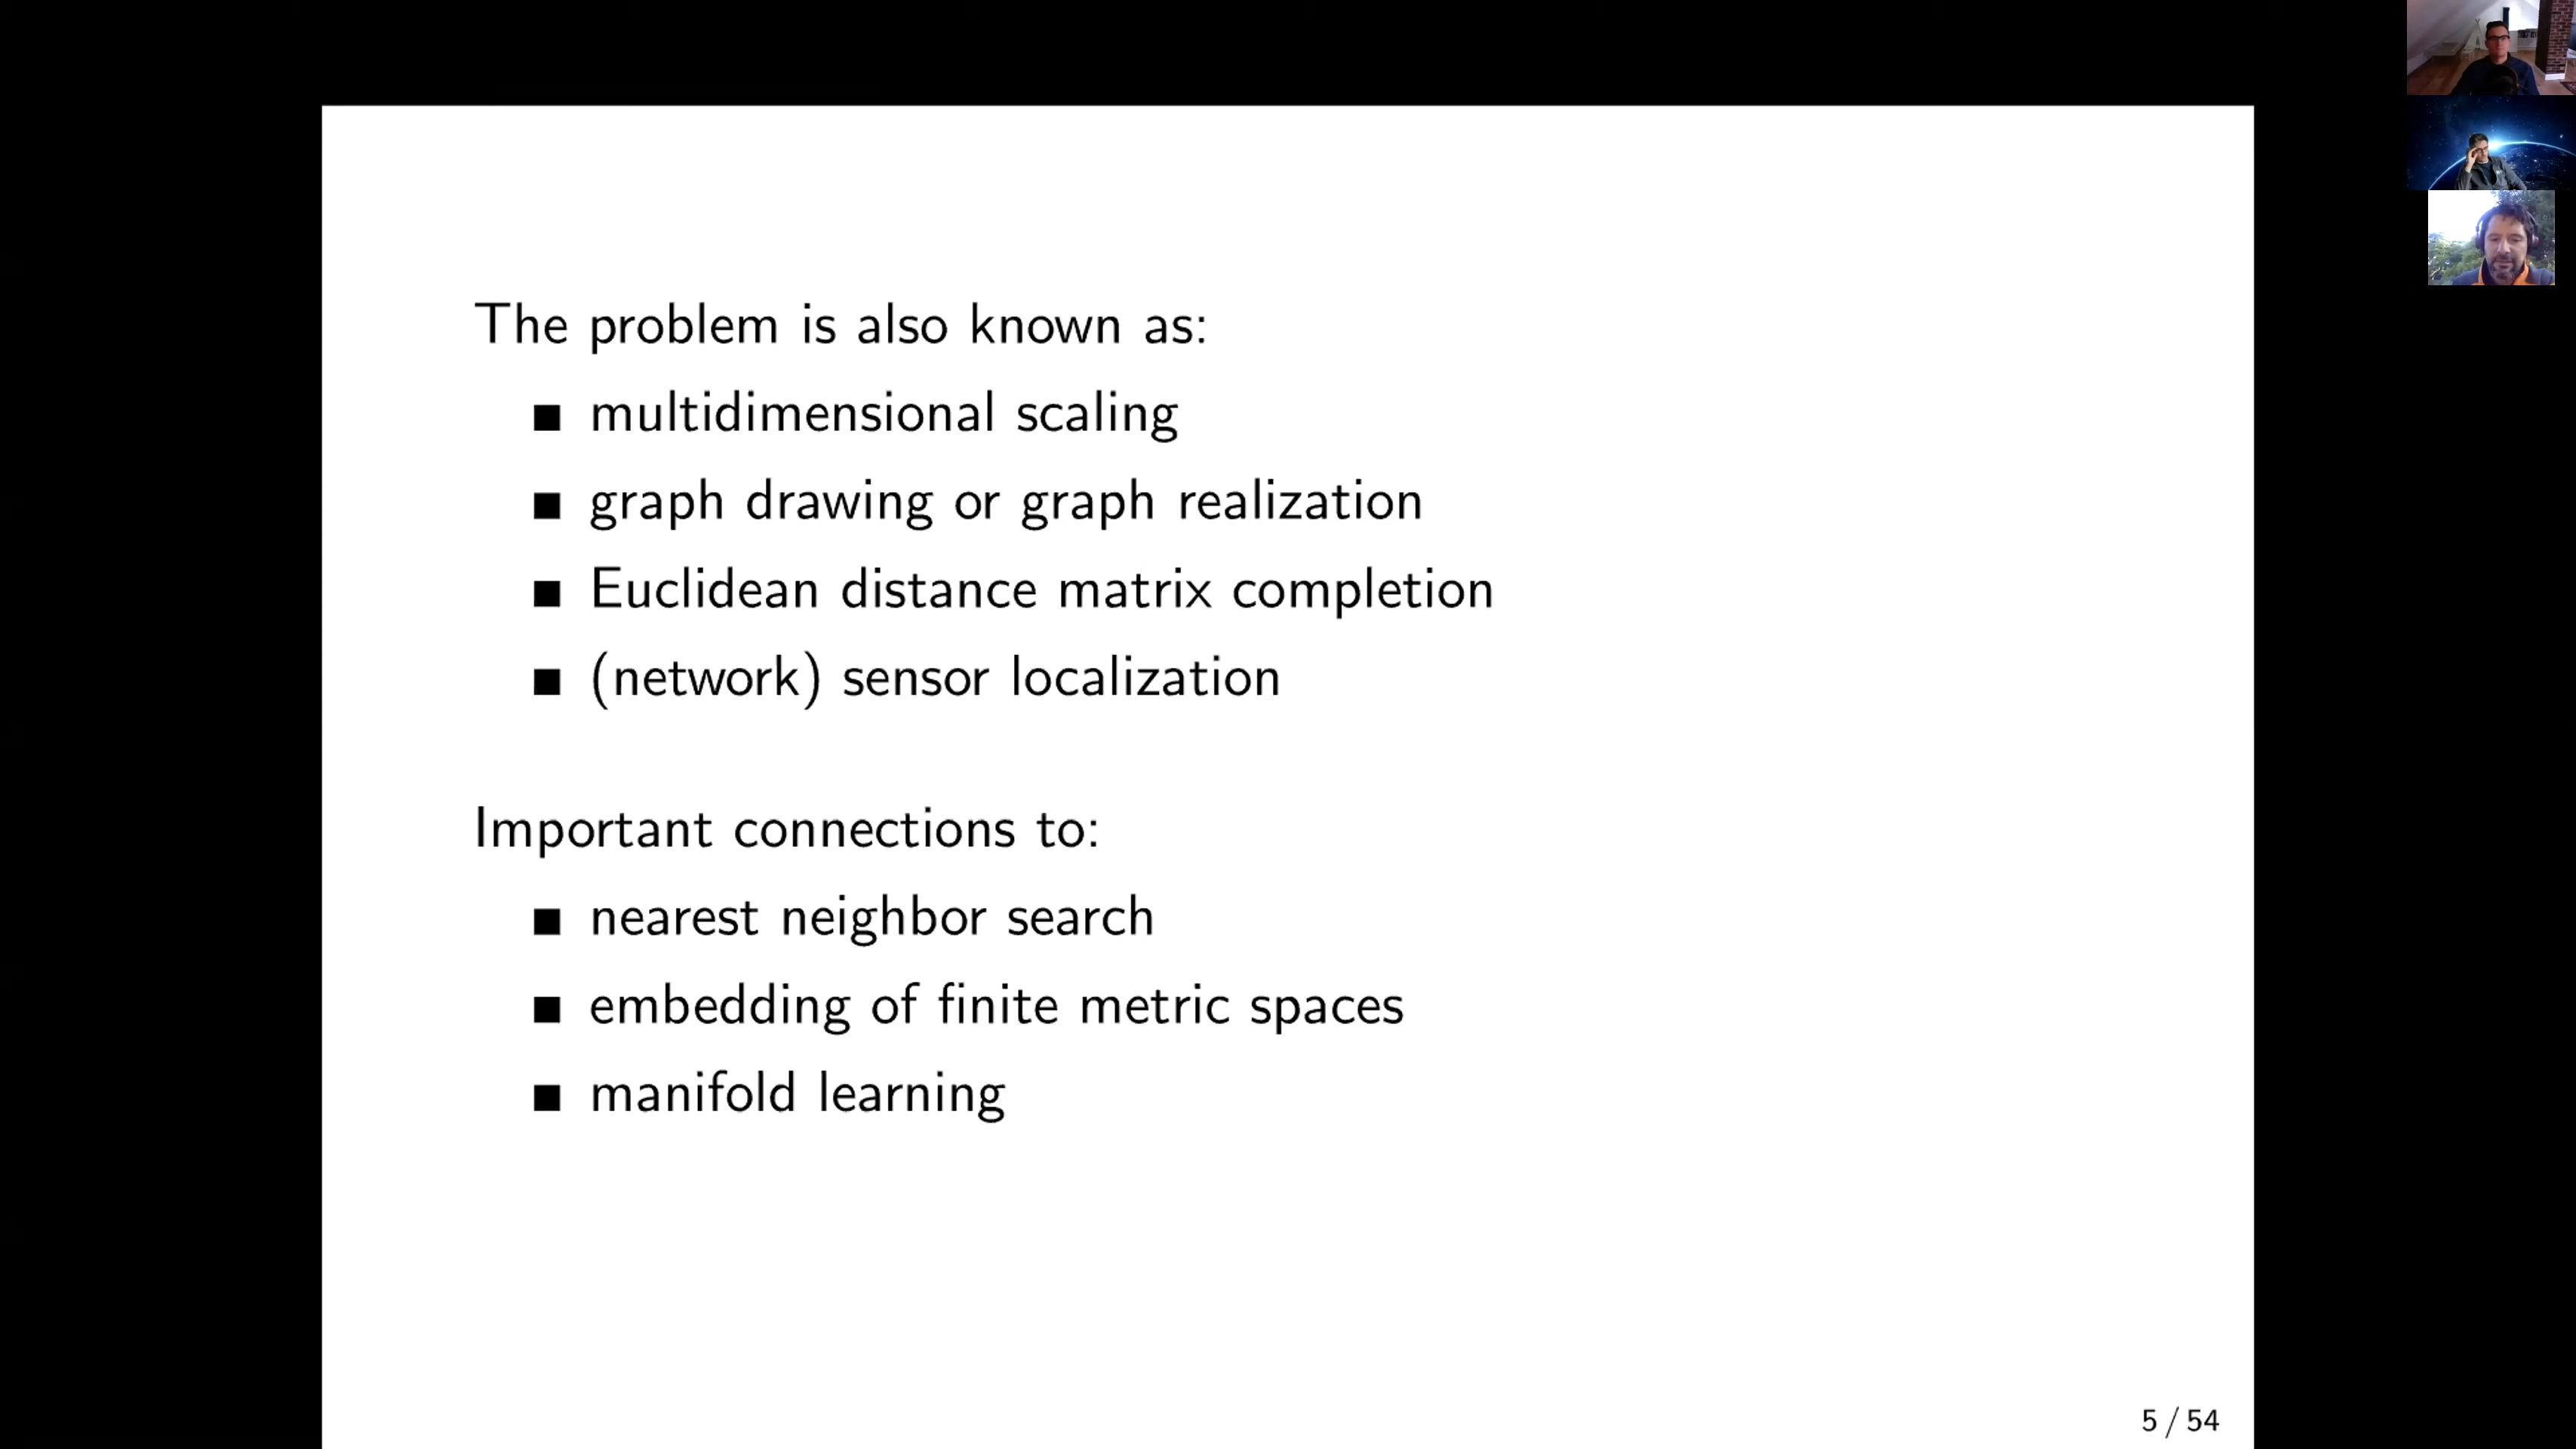 The problem is also known as:
■ multidimensional scaling
■ graph drawing or graph realization
■ Euclidean distance matrix completion
■ (network) sensor localization
Important connections to:
■ nearest neighbor search
■ embedding of finite metric spaces
■ manifold learning
5 / 54